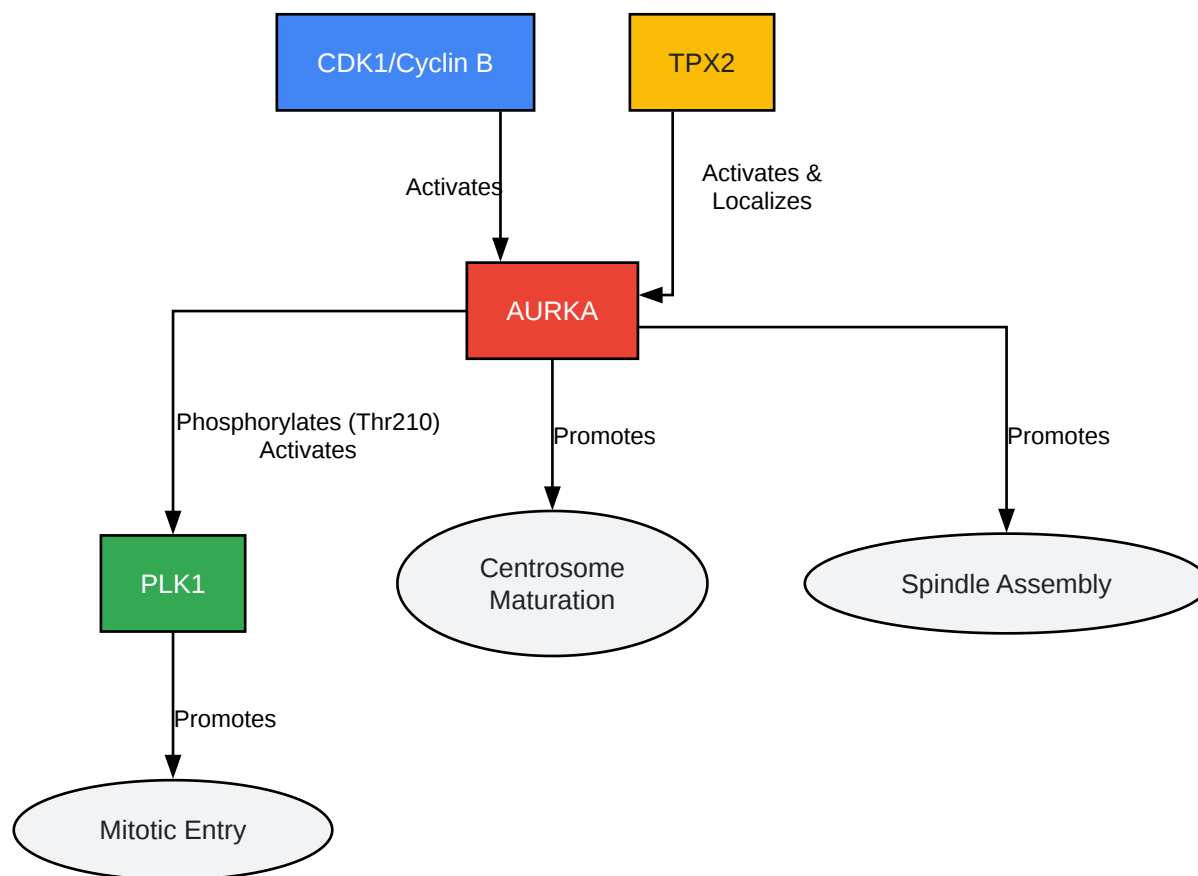 CDK1/Cyclin B
TPX2
Activates
Activates &
Localizes
AURKA
Phosphorylates (Thr210)
Activates
Promotes
Promotes
PLK1
Centrosome
Maturation
Spindle Assembly
Promotes
Mitotic Entry